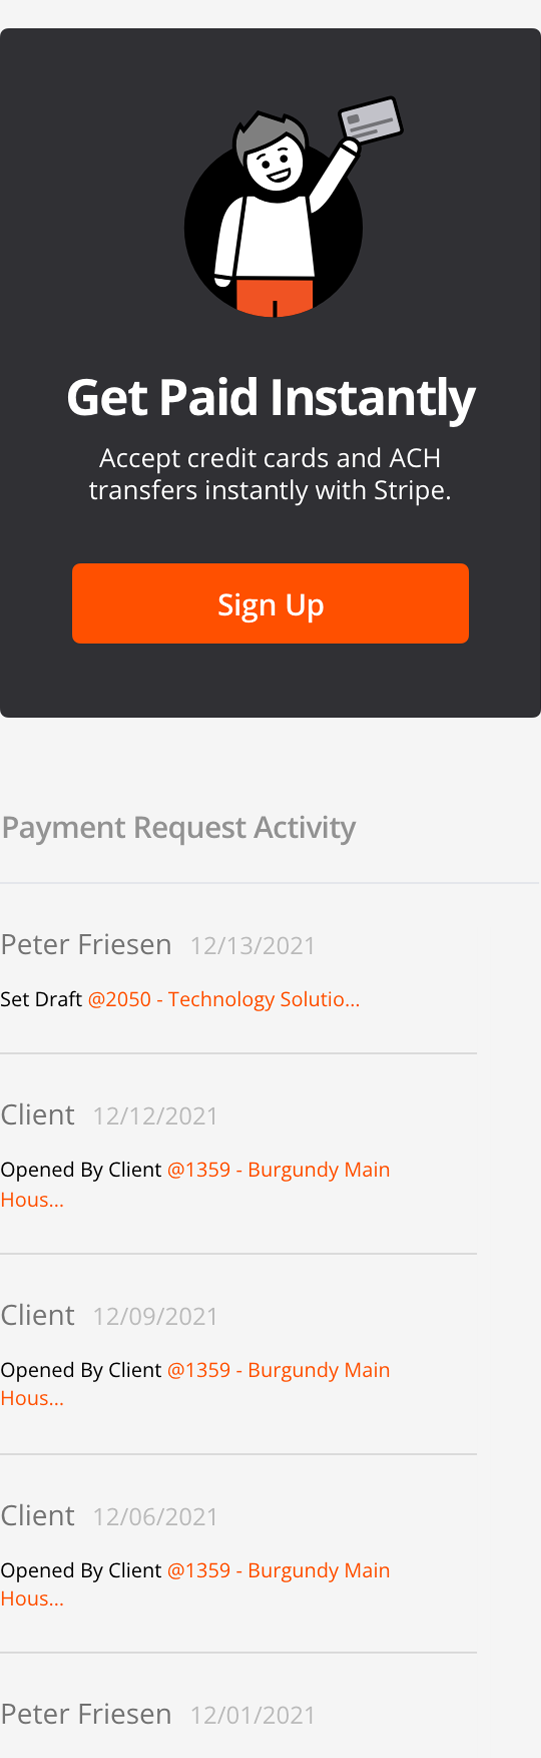 Get Paid Instantly
Accept credit cards and ACH
transfers instantly with Stripe.
Sign Up
Payment Request Activity
Peter Friesen 12/13/2021
Set Draft @2050 - Technology Solutio...
Client 12/12/2021
Opened By Client @1359 - Burgundy Main
Hous...
Client 12/09/2021
Opened By Client @1359 - Burgundy Main
Hous...
Client 12/06/2021
Opened By Client @1359 - Burgundy Main
Hous...
Peter Friesen 12/01/2021